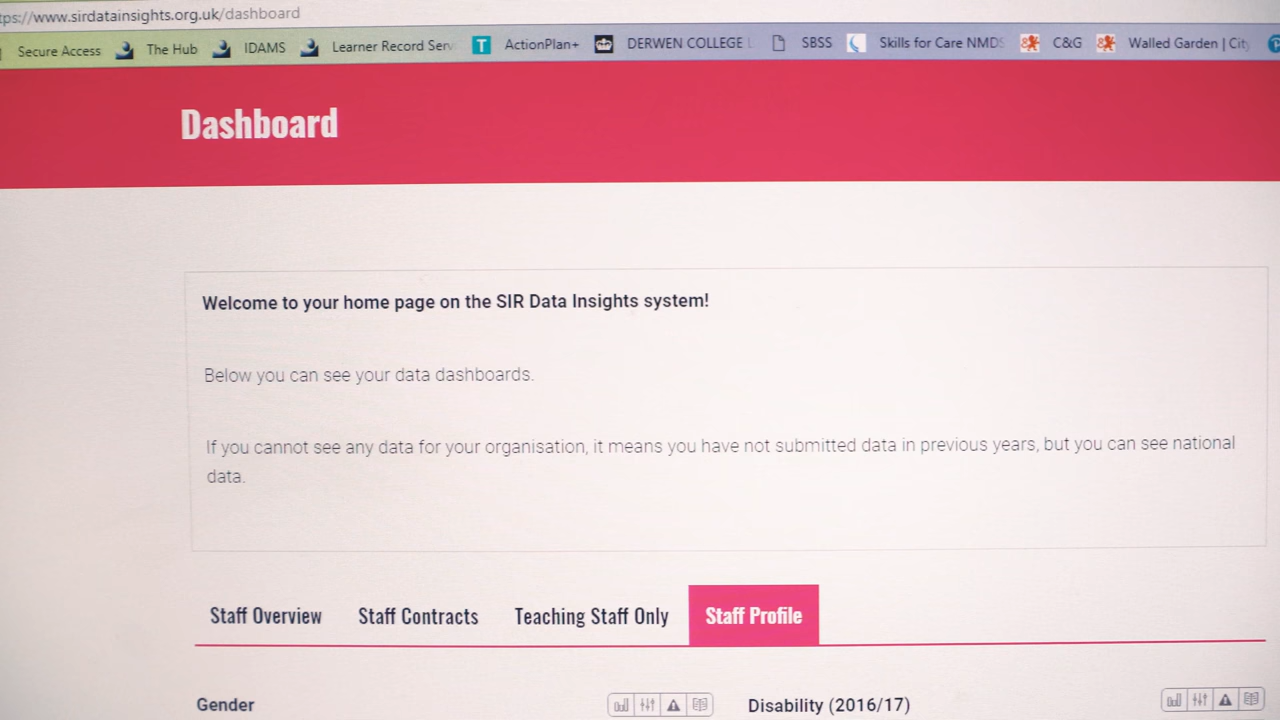 tps://www.sirdatainsights.org.uk/dashboard
Secure Access The Hub IDAMS Learner Record Ser ActionPlan+ DERWEN COLLEGE SBSS Skills for Care NMDS C&G Walled Garden | City
Dashboard
Welcome to your home page on the SIR Data Insights system!
Below you can see your data dashboards.
If you cannot see any data for your organisation, it means you have not submitted data in previous years, but you can see national
data.
Staff Overview Staff Contracts Teaching Staff Only Staff Profile
Gender Disability (2016/17)